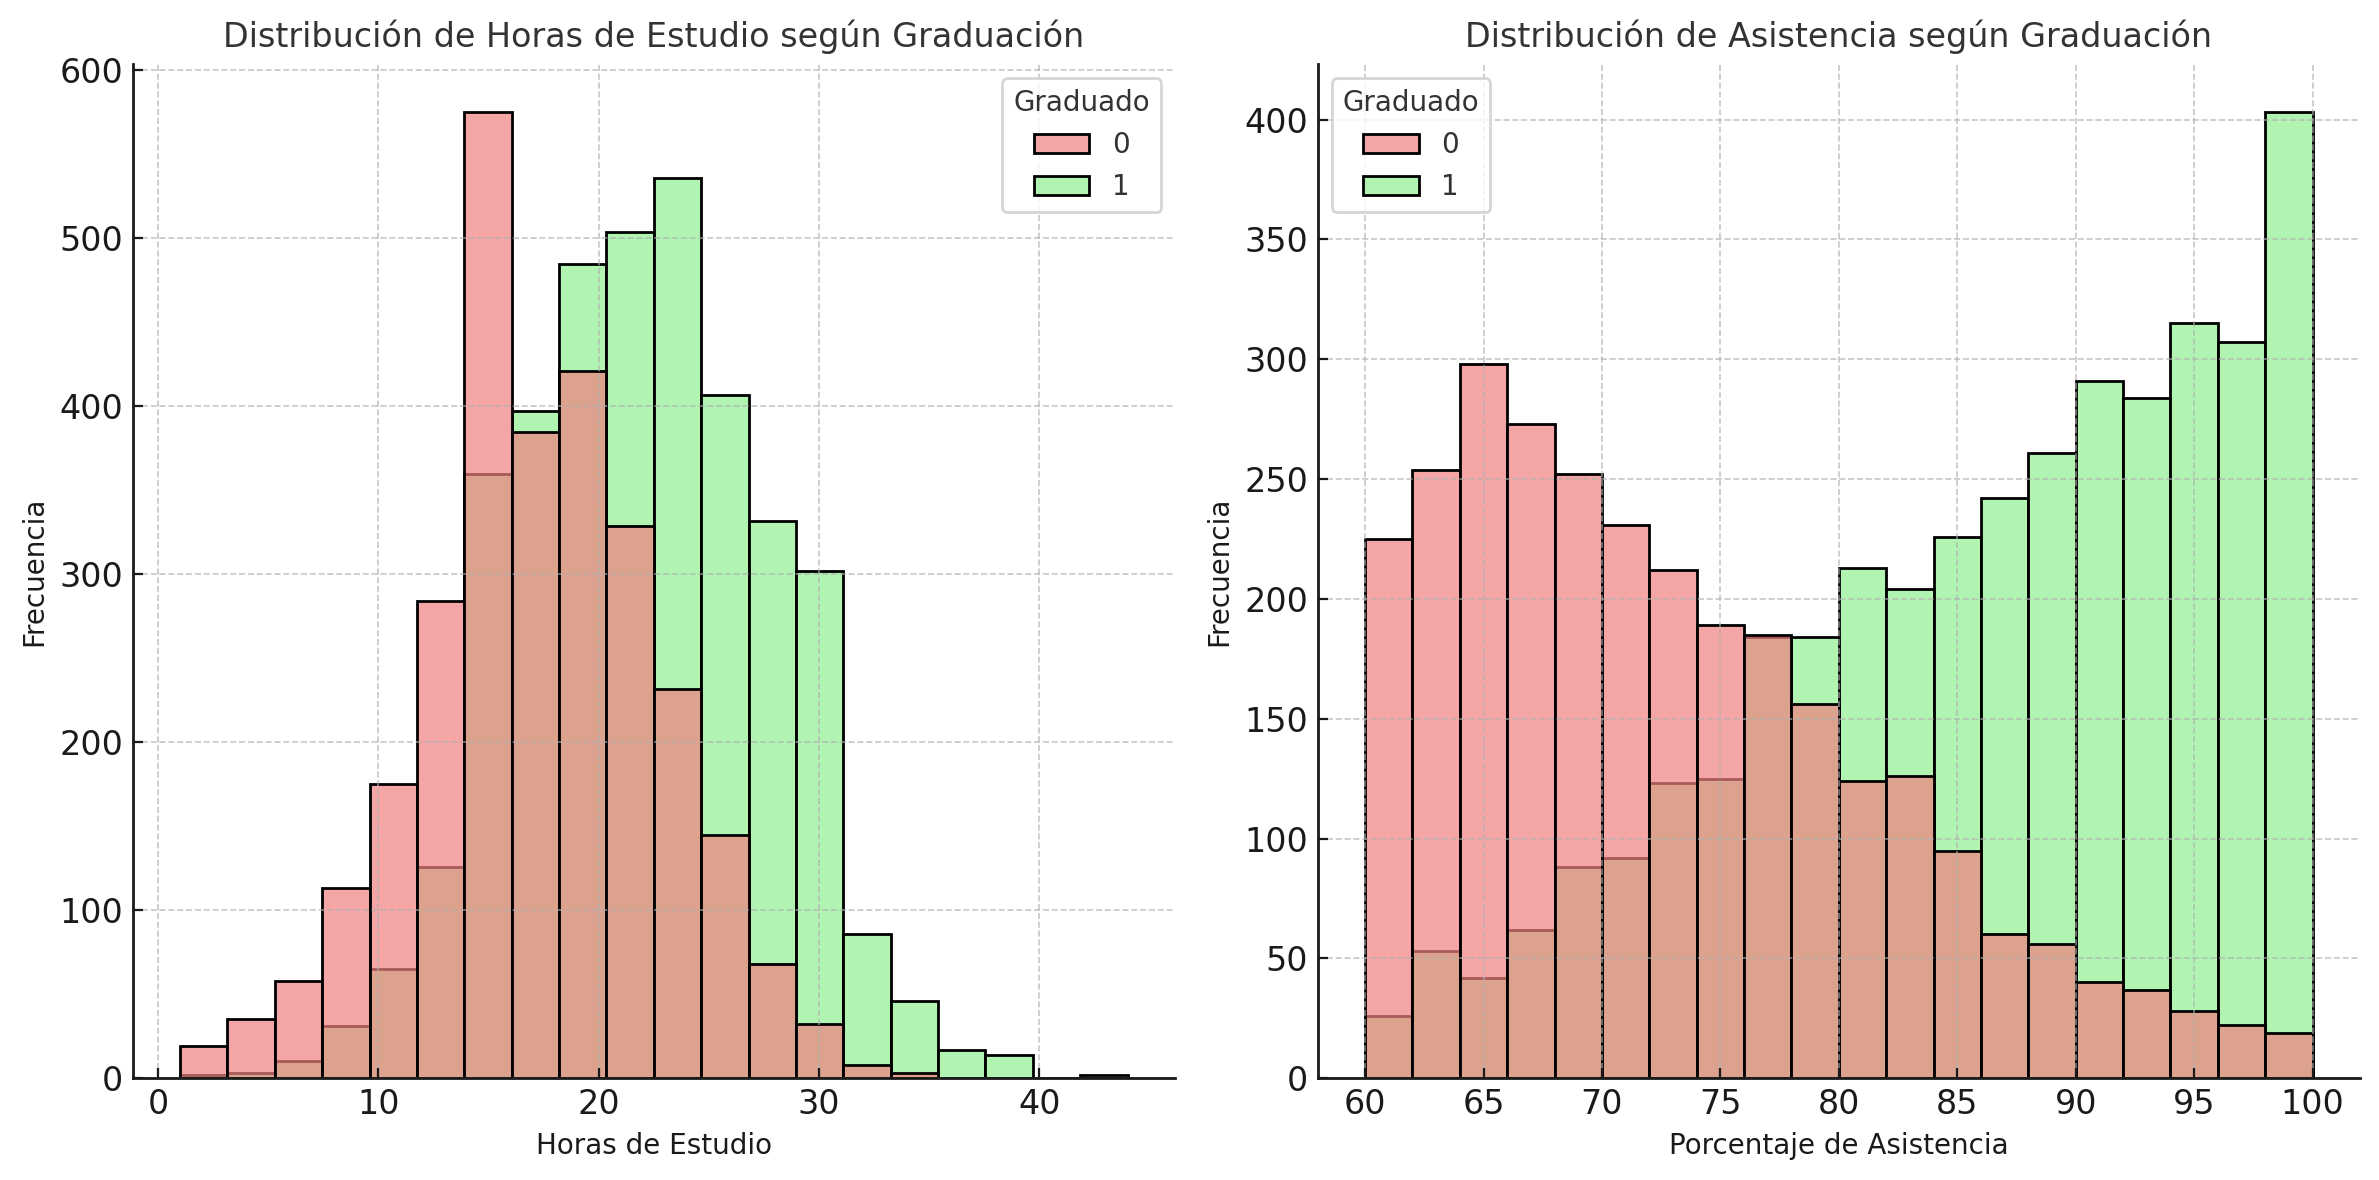 Distribución de Horas de Estudio según Graduación
600
500
400
300
200
100
0
Frecuencia
Graduado
0
1
0 10 20 30 40
Horas de Estudio
Distribución de Asistencia según Graduación
400
350
300
250
200
150
100
50
0
Frecuencia
Graduado
0
1
60 65 70 75 80 85 90 95 100
Porcentaje de Asistencia